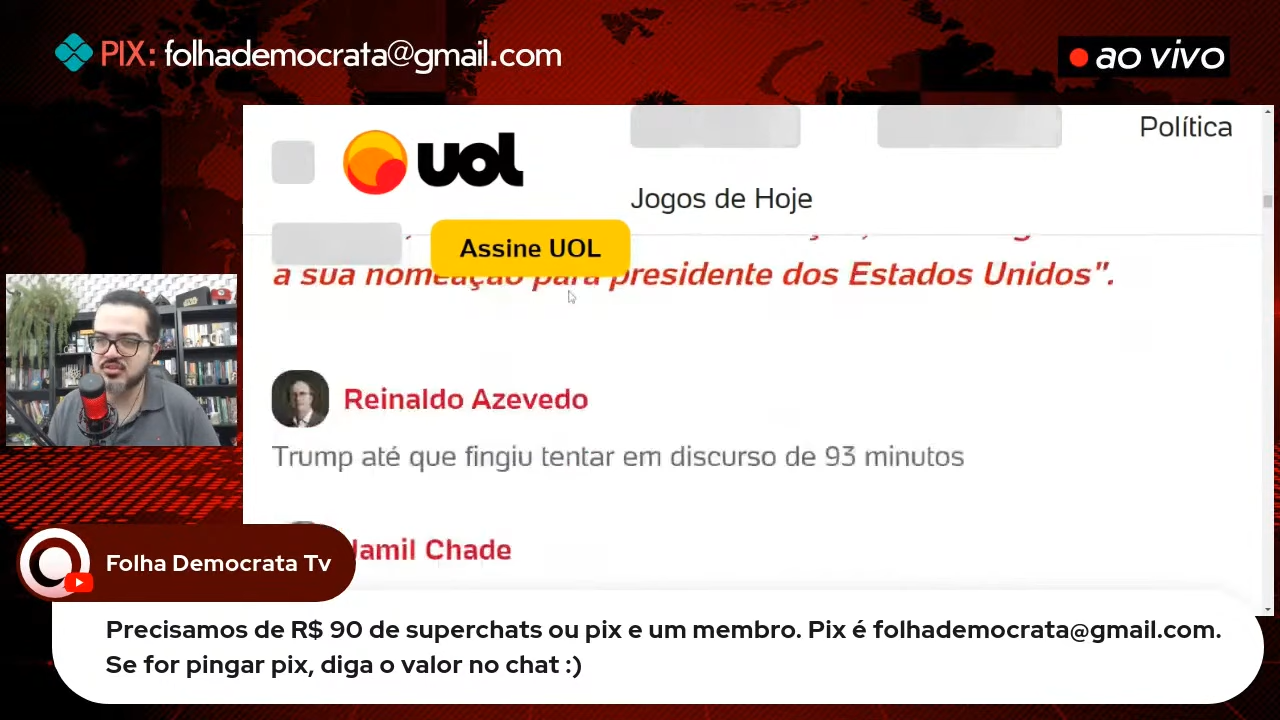 PIX: folhademocrata@gmail.com
ao vivo
uol
Política
Jogos de Hoje
Assine UOL
a sua nomeação para presidente dos Estados Unidos".
Reinaldo Azevedo
Trump até que fingiu tentar em discurso de 93 minutos
Jamil Chade
Folha Democrata Tv
Precisamos de R$ 90 de superchats ou pix e um membro. Pix é folhademocrata@gmail.com.
Se for pingar pix, diga o valor no chat :)